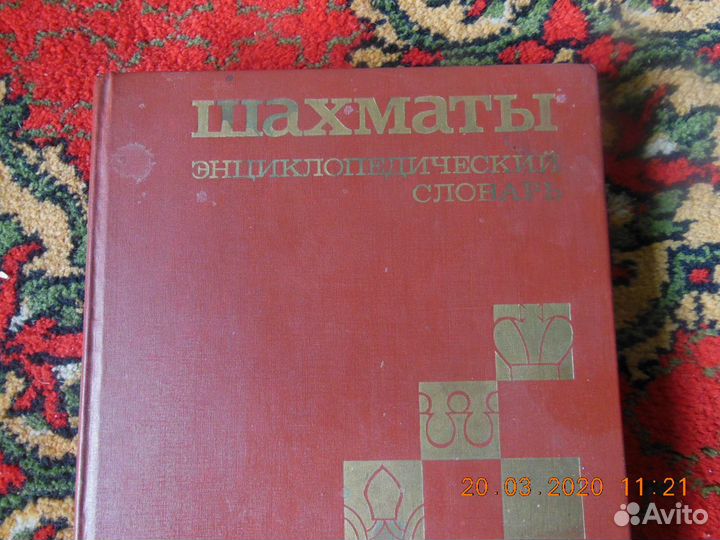 шахматы
ЭНЦИКЛОПЕДИЧЕСКИЙ
СЛОВАРЬ
20.03.2020 11:21
Avito